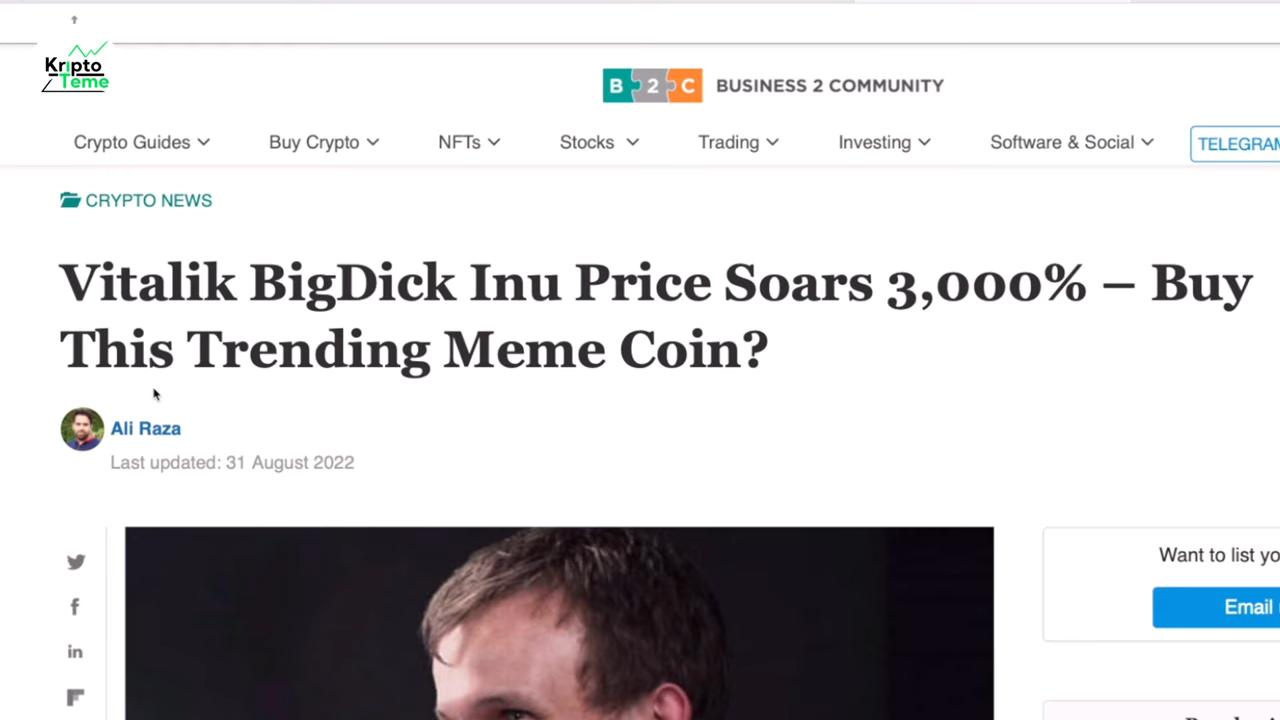 Kripto
Teme
B 2 C BUSINESS 2 COMMUNITY
Crypto Guides Buy Crypto NFTs Stocks Trading Investing Software & Social TELEGRAM
CRYPTO NEWS
Vitalik BigDick Inu Price Soars 3,000% – Buy
This Trending Meme Coin?
Ali Raza
Last updated: 31 August 2022
Want to list yo
Email